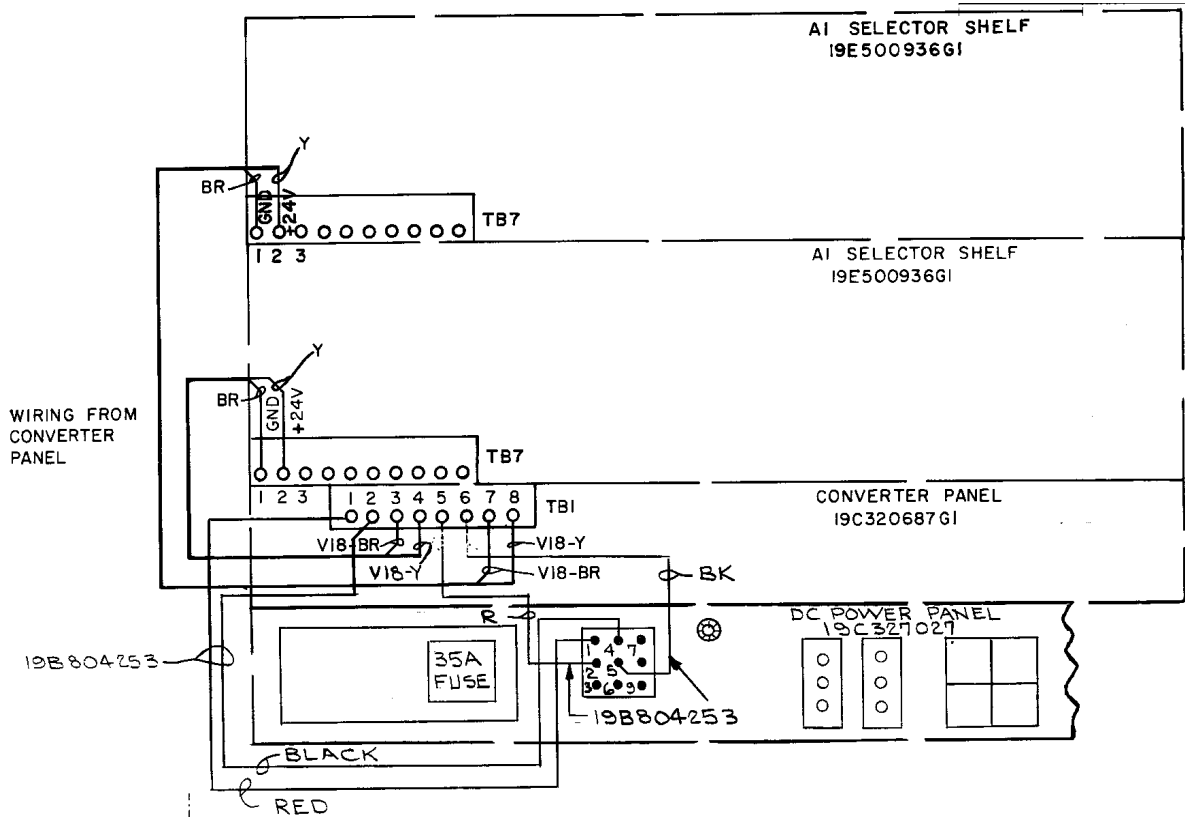 A1 SELECTOR SHELF
19E500936G1
Y
BR
GND
+24V
TB7
1 2 3
A1 SELECTOR SHELF
19E500936G1
Y
BR
GND
+24V
WIRING FROM
CONVERTER
PANEL
TB7
1 2 3
1 2 3 4 5 6 7 8
TB1
CONVERTER PANEL
19C320687G1
V18-BR
V18-Y
V18-Y
V18-BR
BK
R
DC POWER PANEL
19C327027
19B804253
35A
FUSE
1 4 7
2 5
3 6 9
19B804253
BLACK
RED